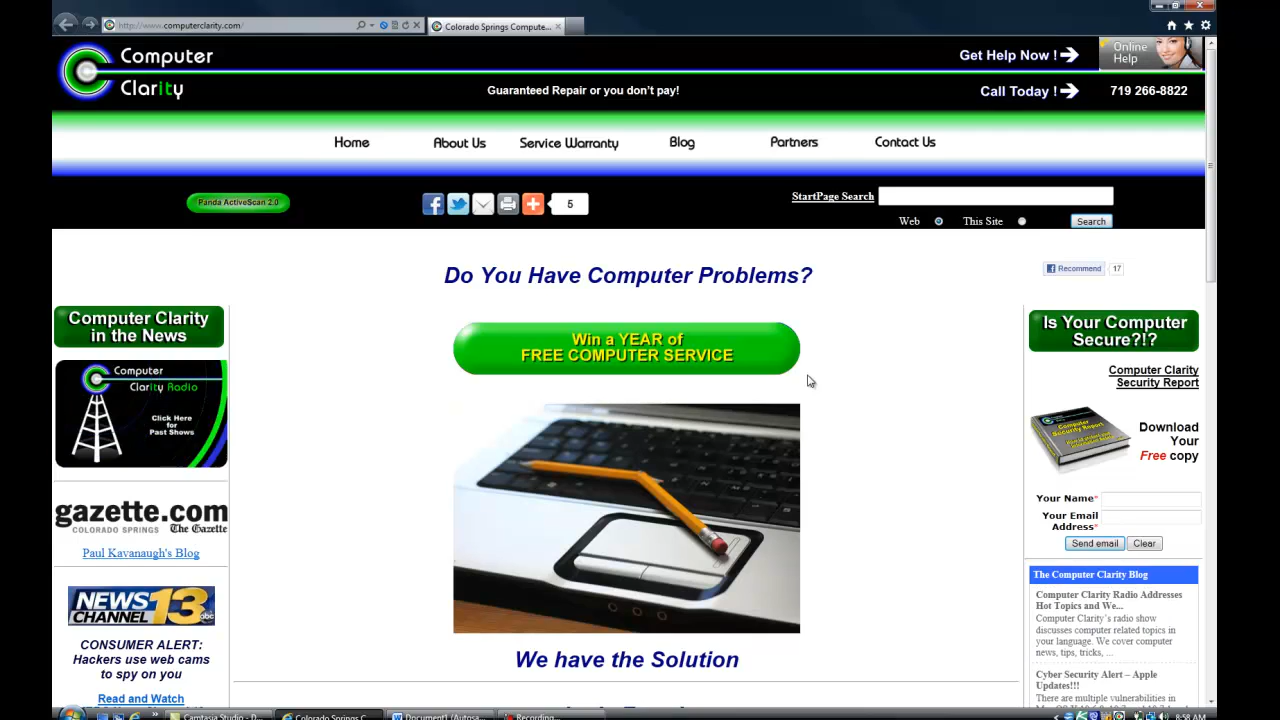 http://www.computerclarity.com/
Colorado Springs Compute...
Computer
Clarity
Guaranteed Repair or you don't pay!
Get Help Now !
Online
Help
Call Today !
719 266-8822
Home
About Us
Service Warranty
Blog
Partners
Contact Us
Panda ActiveScan 2.0
5
StartPage Search
Web
This Site
Search
Do You Have Computer Problems?
Recommend
17
Computer Clarity
in the News
Win a YEAR of
FREE COMPUTER SERVICE
Is Your Computer
Secure?!?
Computer Clarity
Security Report
Computer
Clarity Radio
Click Here
for
Past Shows
Computer
Security Report
Download
Your
Free copy
gazette.com
COLORADO SPRINGS The Gazette
Paul Kavanaugh's Blog
Your Name*
Your Email
Address*
Send email
Clear
NEWS 13
CHANNEL abc
The Computer Clarity Blog
Computer Clarity Radio Addresses
Hot Topics and We...
Computer Clarity's radio show
discusses computer related topics in
your language. We cover computer
news, tips, tricks, ...
CONSUMER ALERT:
Hackers use web cams
to spy on you
We have the Solution
Cyber Security Alert – Apple
Updates!!!
There are multiple vulnerabilities in
Read and Watch
Camtasia Studio - D...
Colorado Springs C...
Document1 (Autosa...
Recording...
8:58 AM